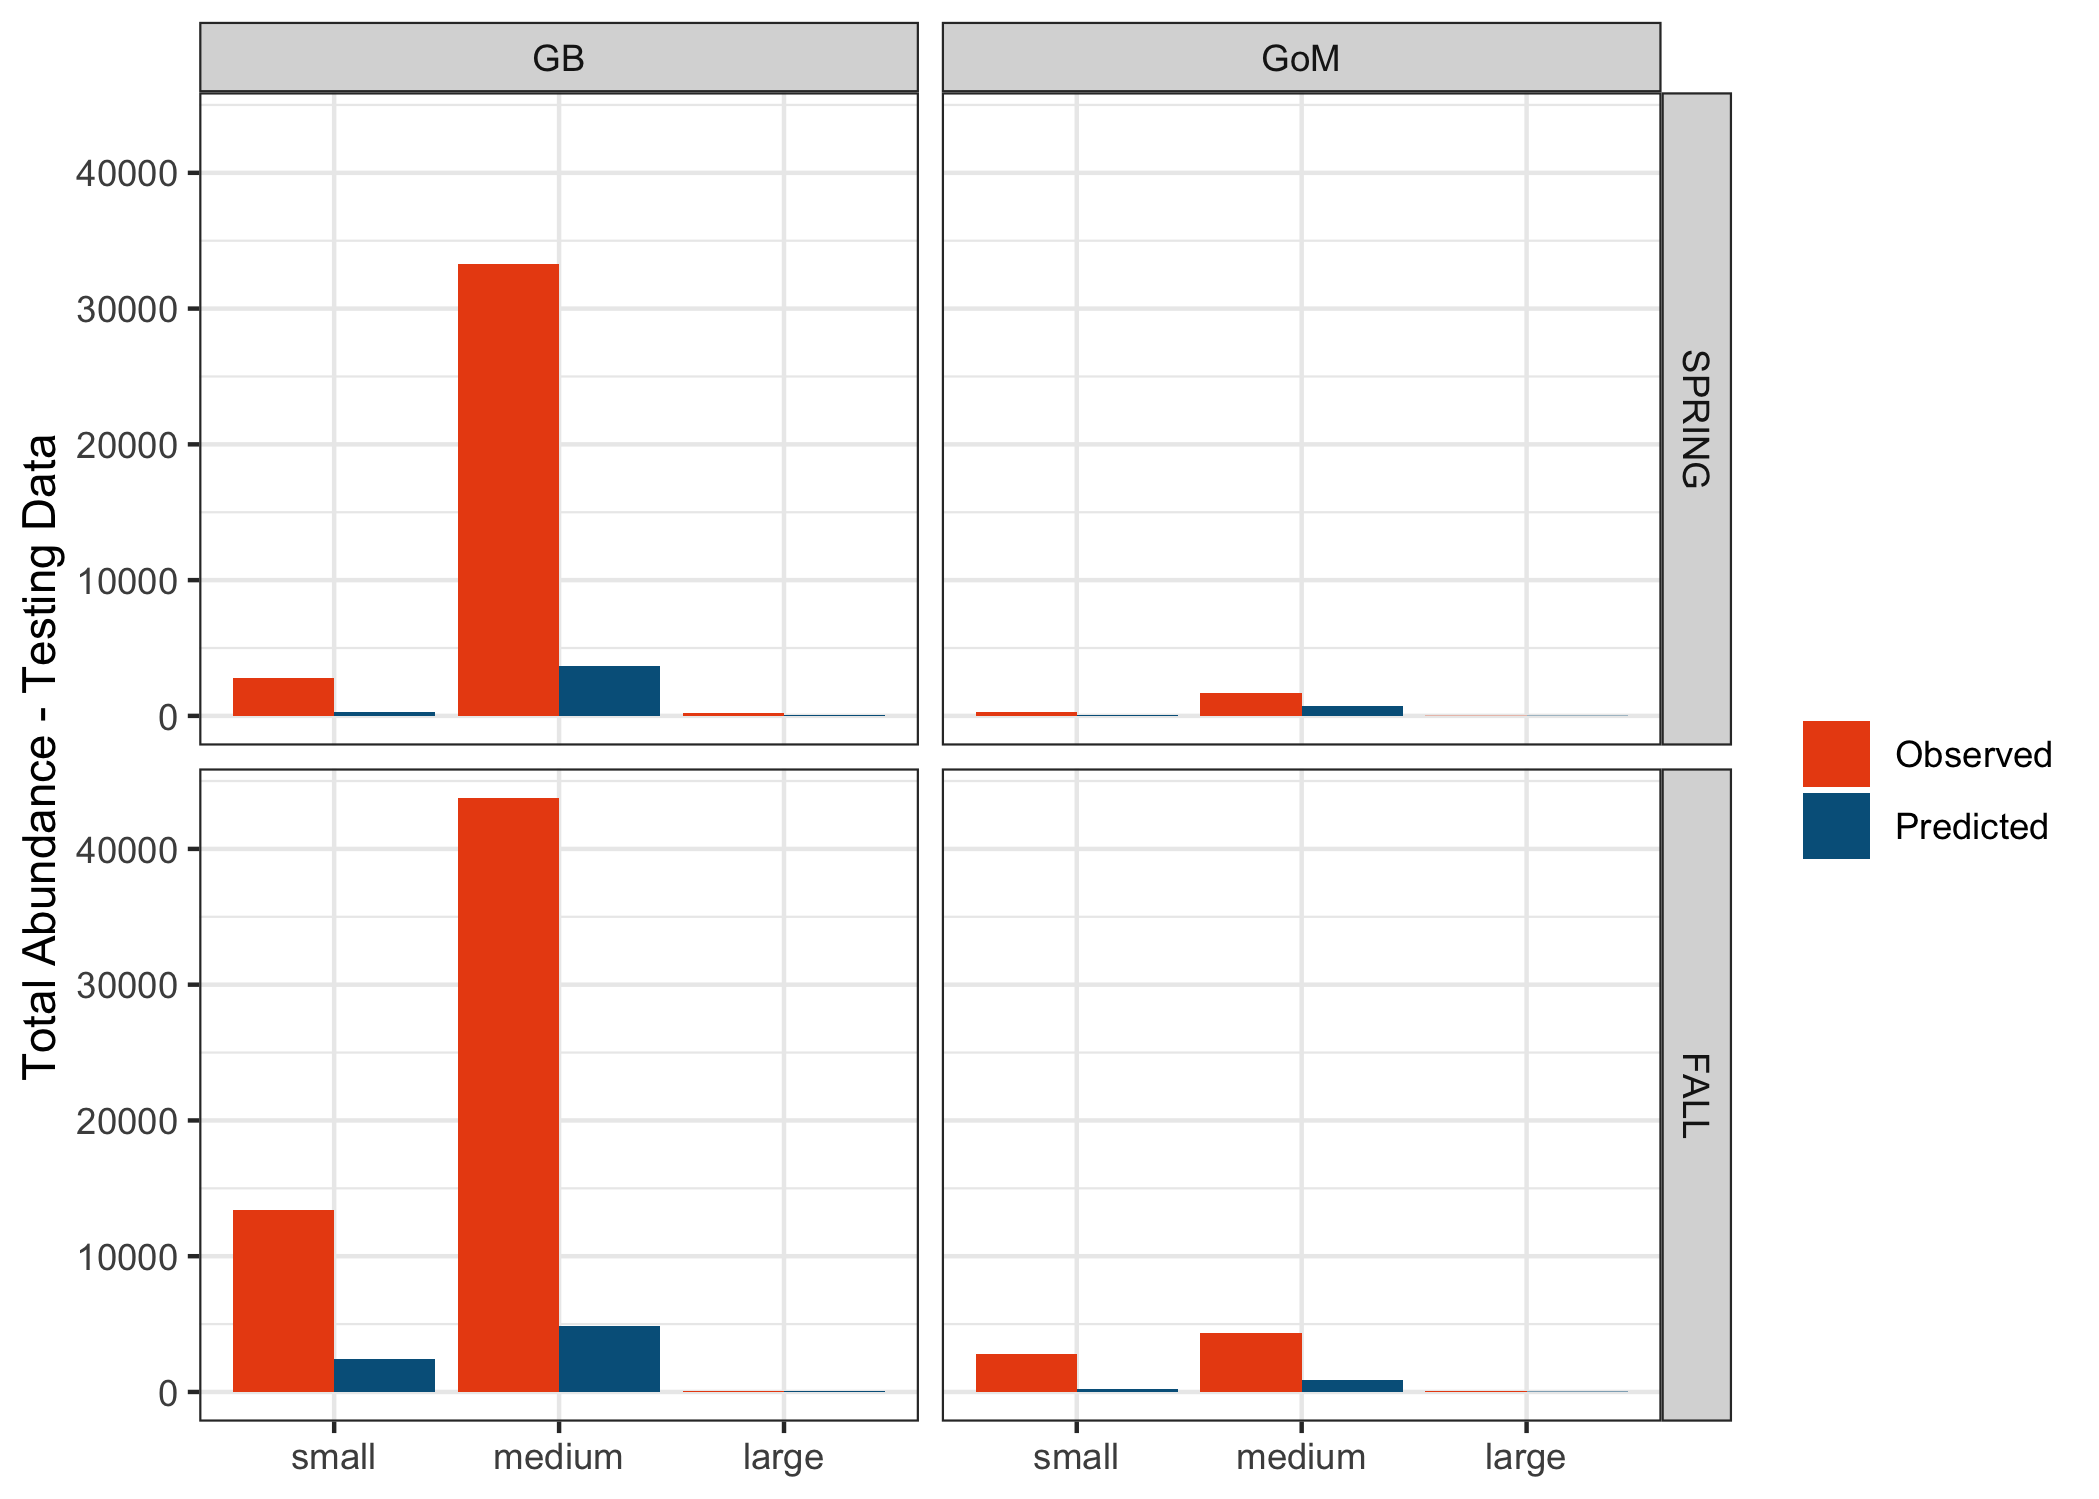 GB
GoM
Total Abundance - Testing Data
40000
30000
20000
10000
0
SPRING
40000
30000
20000
10000
0
FALL
small
medium
large
small
medium
large
Observed
Predicted